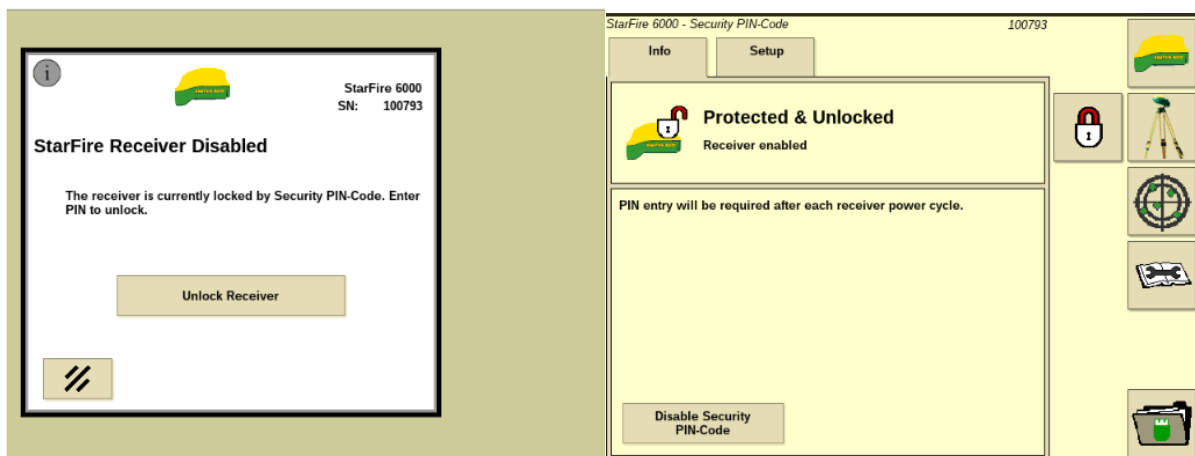 i
StarFire 6000
SN: 100793
StarFire Receiver Disabled
The receiver is currently locked by Security PIN-Code. Enter
PIN to unlock.
Unlock Receiver
StarFire 6000 - Security PIN-Code 100793
Info Setup
Protected & Unlocked
Receiver enabled
PIN entry will be required after each receiver power cycle.
Disable Security
PIN-Code